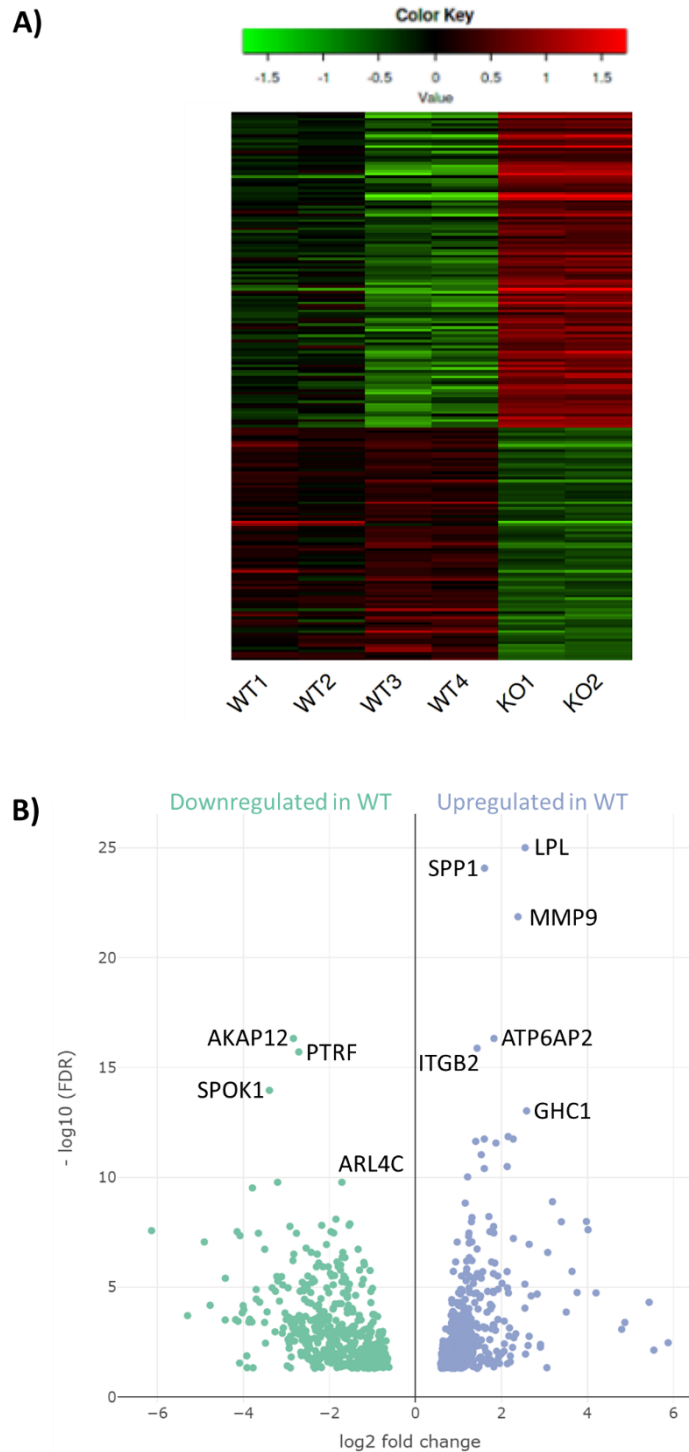 A)
Color Key
-1.5 -1 -0.5 0 0.5 1 1.5
Value
WT1 WT2 WT3 WT4 KO1 KO2
B)
Downregulated in WT Upregulated in WT
25
LPL
SPP1
MMP9
20
AKAP12
ATP6AP2
PTRF
ITGB2
15
SPOK1
GHC1
ARL4C
10
5
0
- log10 (FDR)
−6 −4 −2 0 2 4 6
log2 fold change